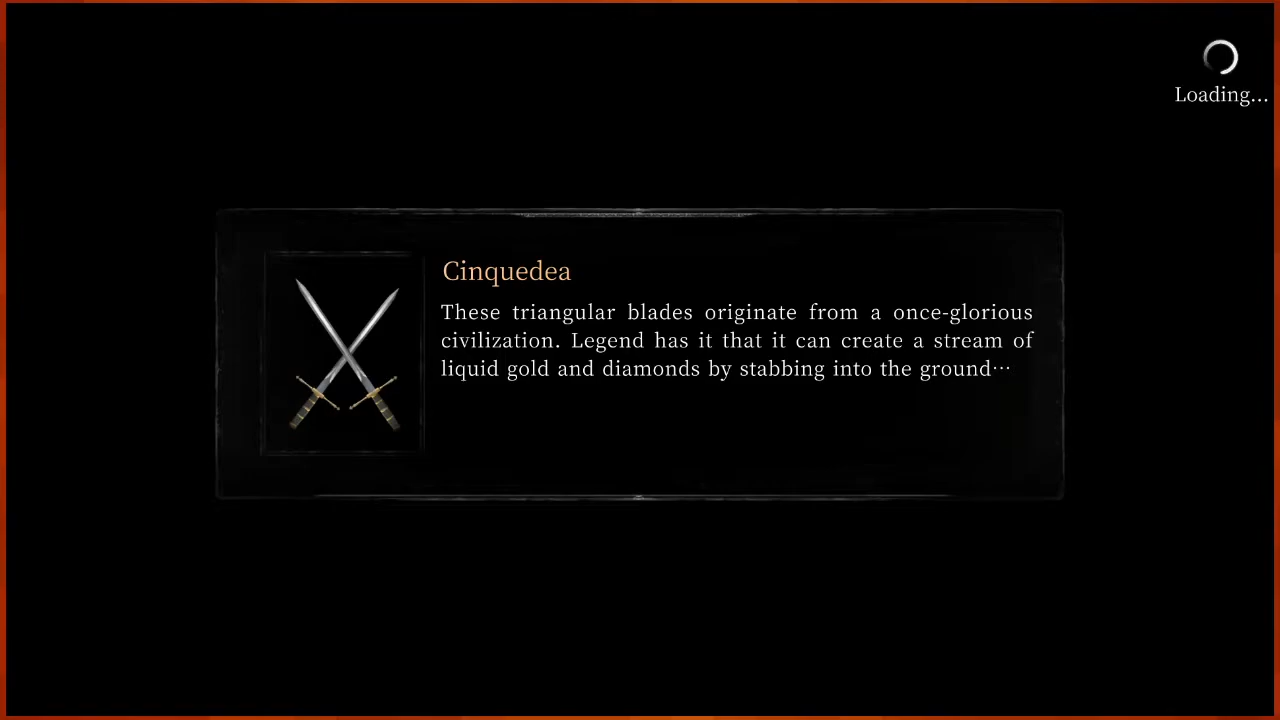 Loading...
Cinquedea
These triangular blades originate from a once-glorious
civilization. Legend has it that it can create a stream of
liquid gold and diamonds by stabbing into the ground…